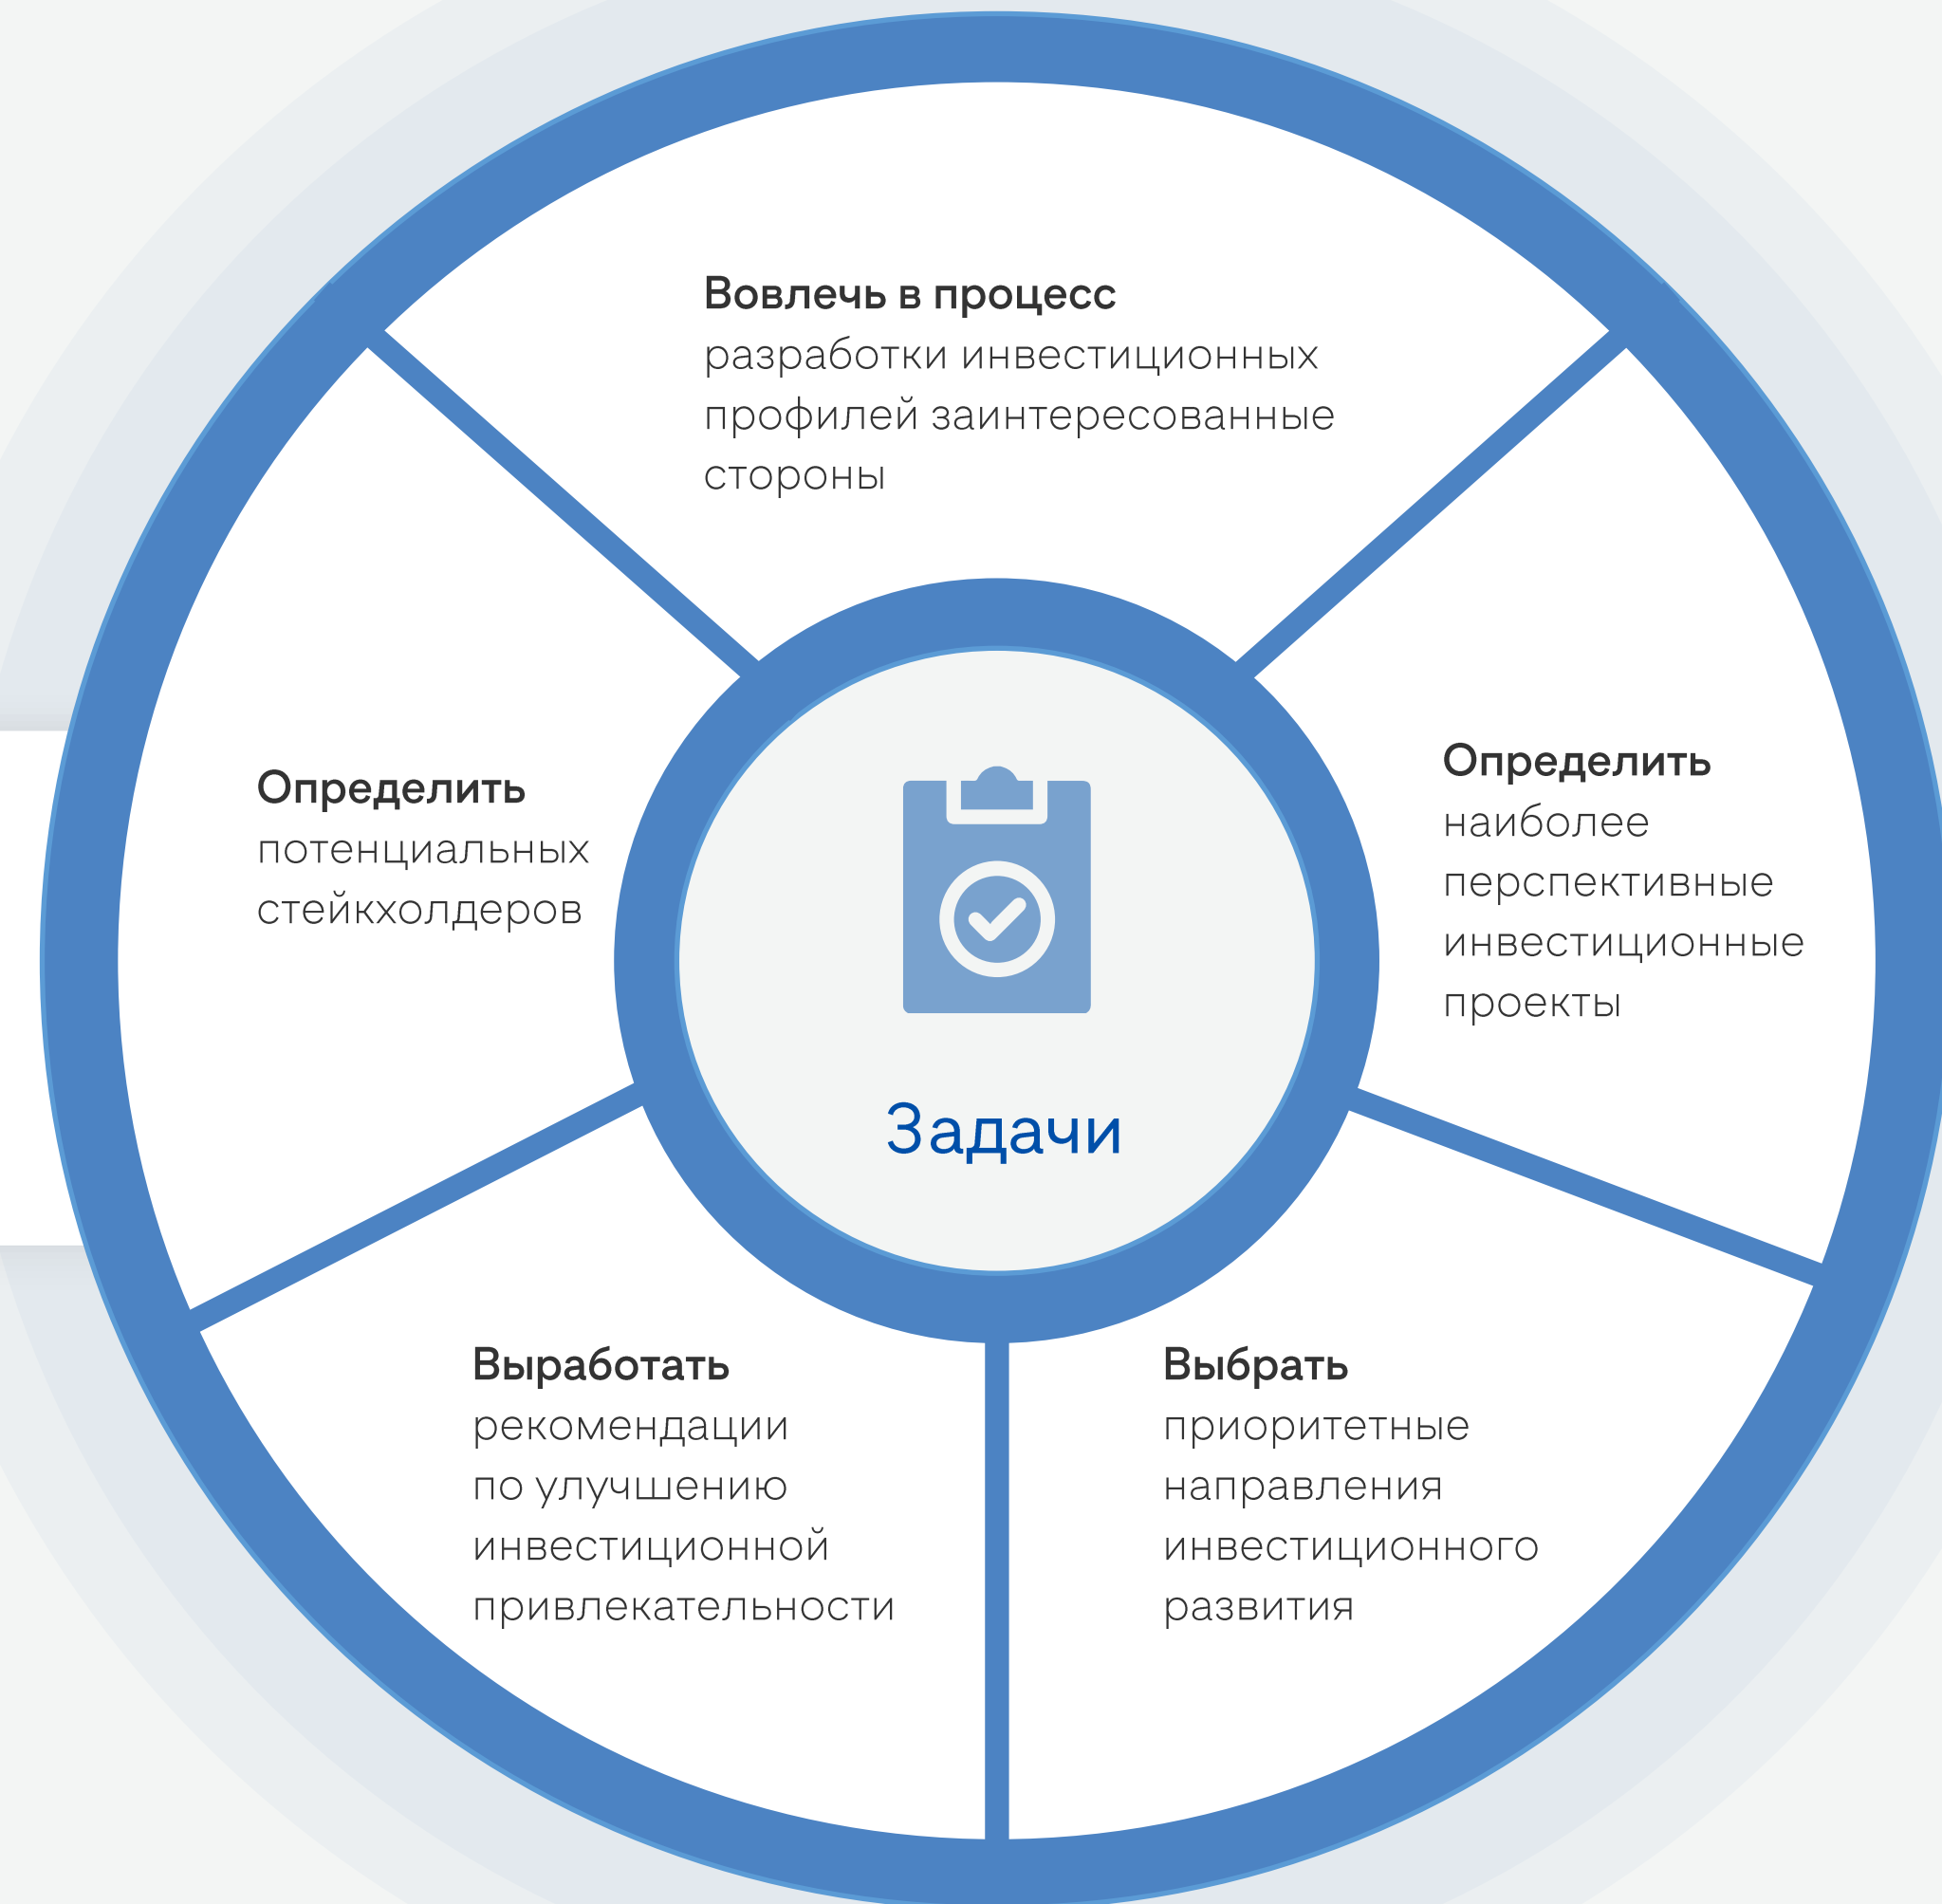 Вовлечь в процесс
разработки инвестиционных
профилей заинтересованные
стороны
Определить
наиболее
перспективные
инвестиционные
проекты
Выбрать
приоритетные
направления
инвестиционного
развития
Выработать
рекомендации
по улучшению
инвестиционной
привлекательности
Определить
потенциальных
стейкхолдеров
Задачи